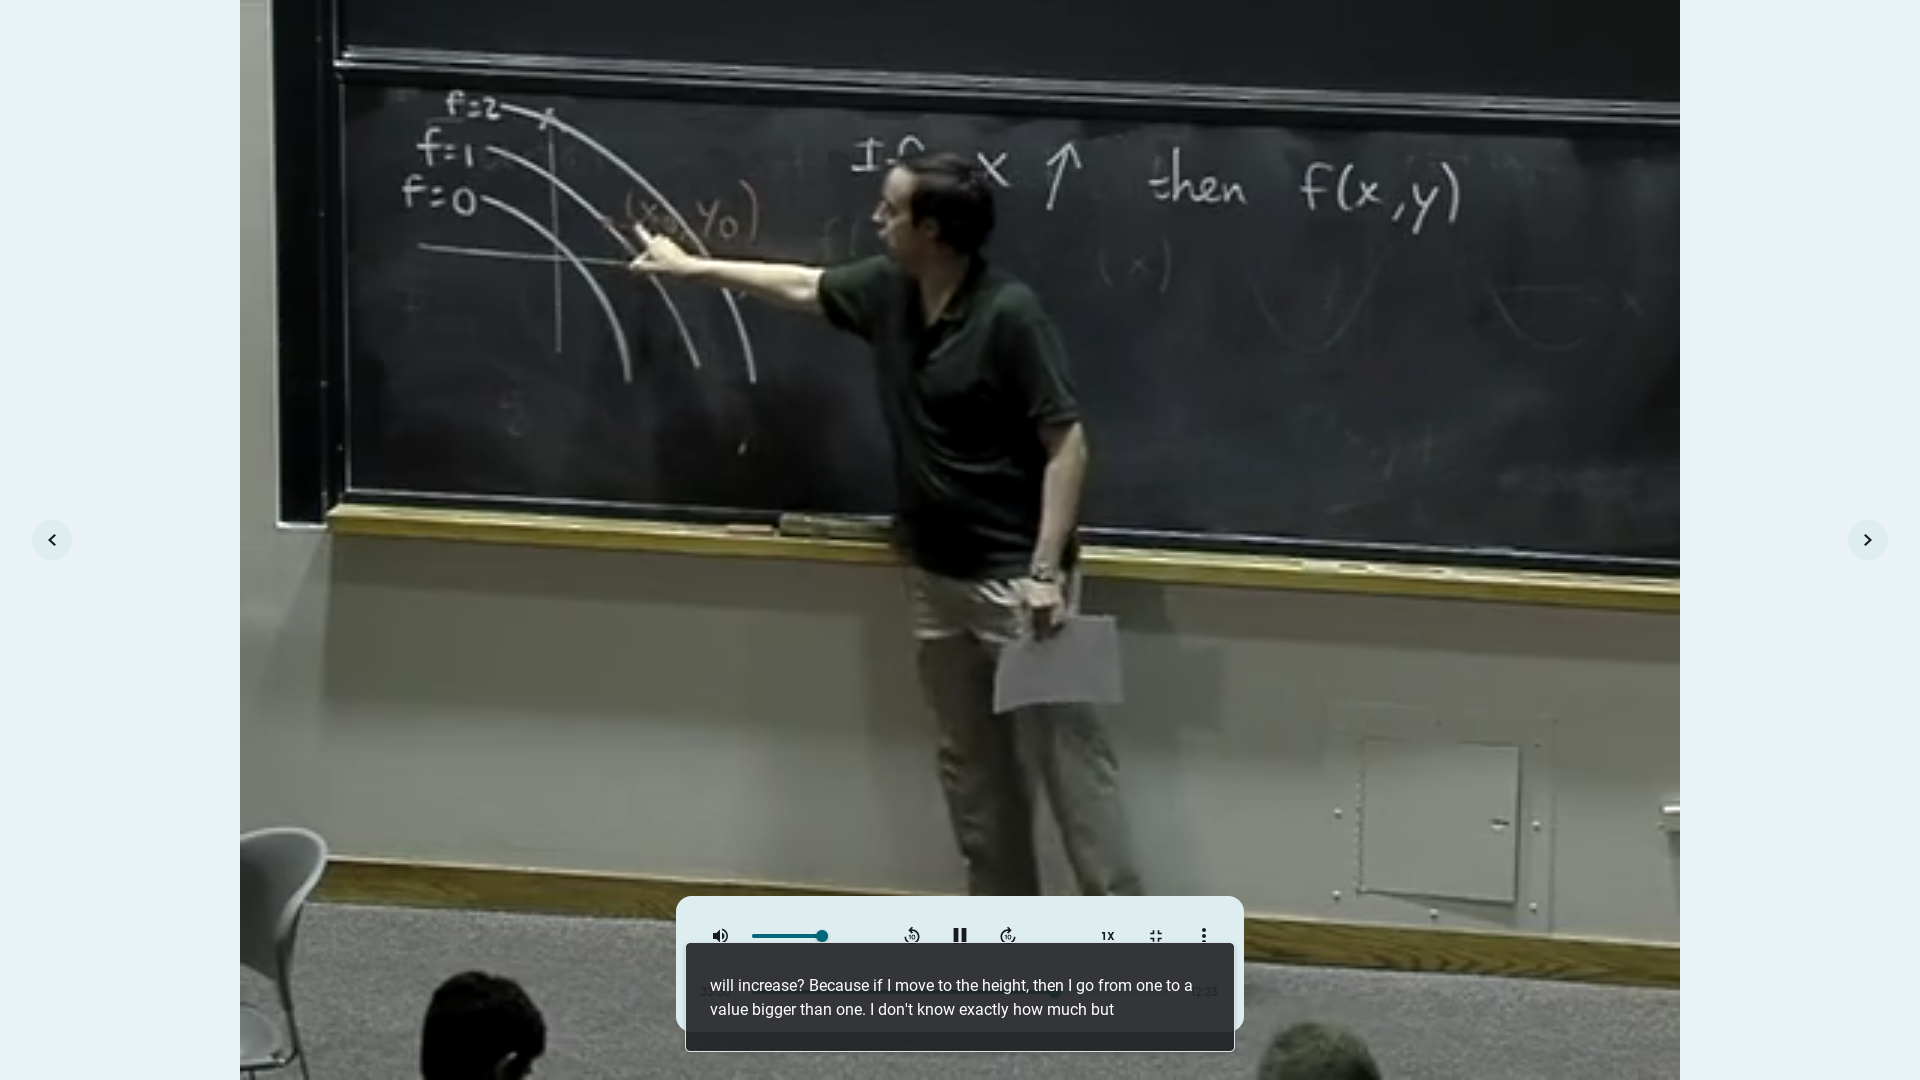 f=2
f=1
f=0
(x₀, y₀)
If x ↑ then f(x,y)
(x)
1X
will increase? Because if I move to the height, then I go from one to a
value bigger than one. I don't know exactly how much but